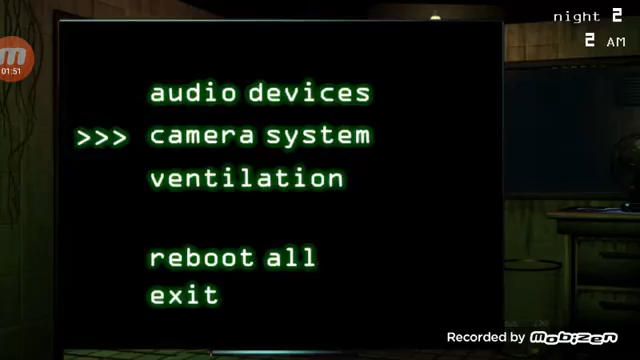 night 2
2 AM
01:51
audio devices
>>> camera system
ventilation
reboot all
exit
Recorded by mobizen